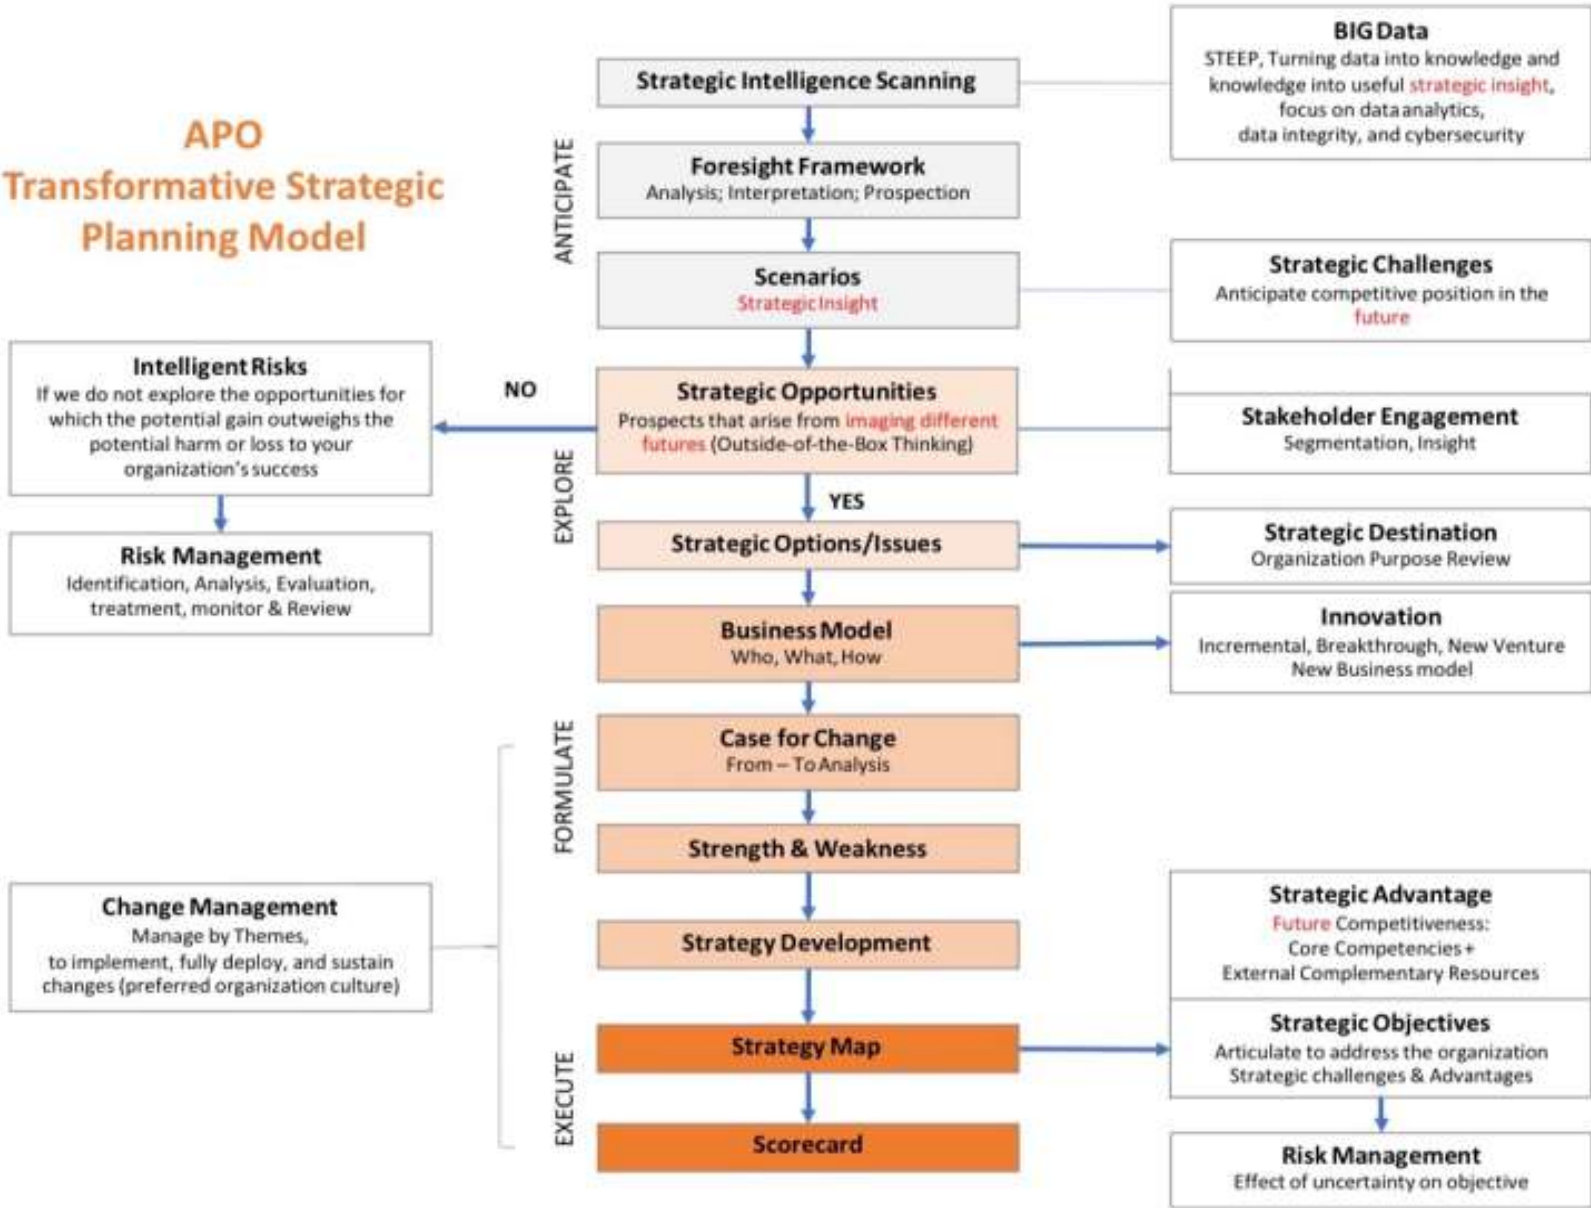 APO
Transformative Strategic
Planning Model
ANTICIPATE
EXPLORE
FORMULATE
EXECUTE
Strategic Intelligence Scanning
BIG Data
STEEP, Turning data into knowledge and
knowledge into useful strategic insight,
focus on data analytics,
data integrity, and cybersecurity
Foresight Framework
Analysis; Interpretation; Prospection
Scenarios
Strategic Insight
Strategic Challenges
Anticipate competitive position in the
future
Strategic Opportunities
Prospects that arise from imaging different
futures (Outside-of-the-Box Thinking)
NO
Intelligent Risks
If we do not explore the opportunities for
which the potential gain outweighs the
potential harm or loss to your
organization's success
Risk Management
Identification, Analysis, Evaluation,
treatment, monitor & Review
Stakeholder Engagement
Segmentation, Insight
YES
Strategic Options/Issues
Strategic Destination
Organization Purpose Review
Business Model
Who, What, How
Innovation
Incremental, Breakthrough, New Venture
New Business model
Case for Change
From – To Analysis
Strength & Weakness
Change Management
Manage by Themes,
to implement, fully deploy, and sustain
changes (preferred organization culture)
Strategy Development
Strategic Advantage
Future Competitiveness:
Core Competencies +
External Complementary Resources
Strategy Map
Strategic Objectives
Articulate to address the organization
Strategic challenges & Advantages
Scorecard
Risk Management
Effect of uncertainty on objective